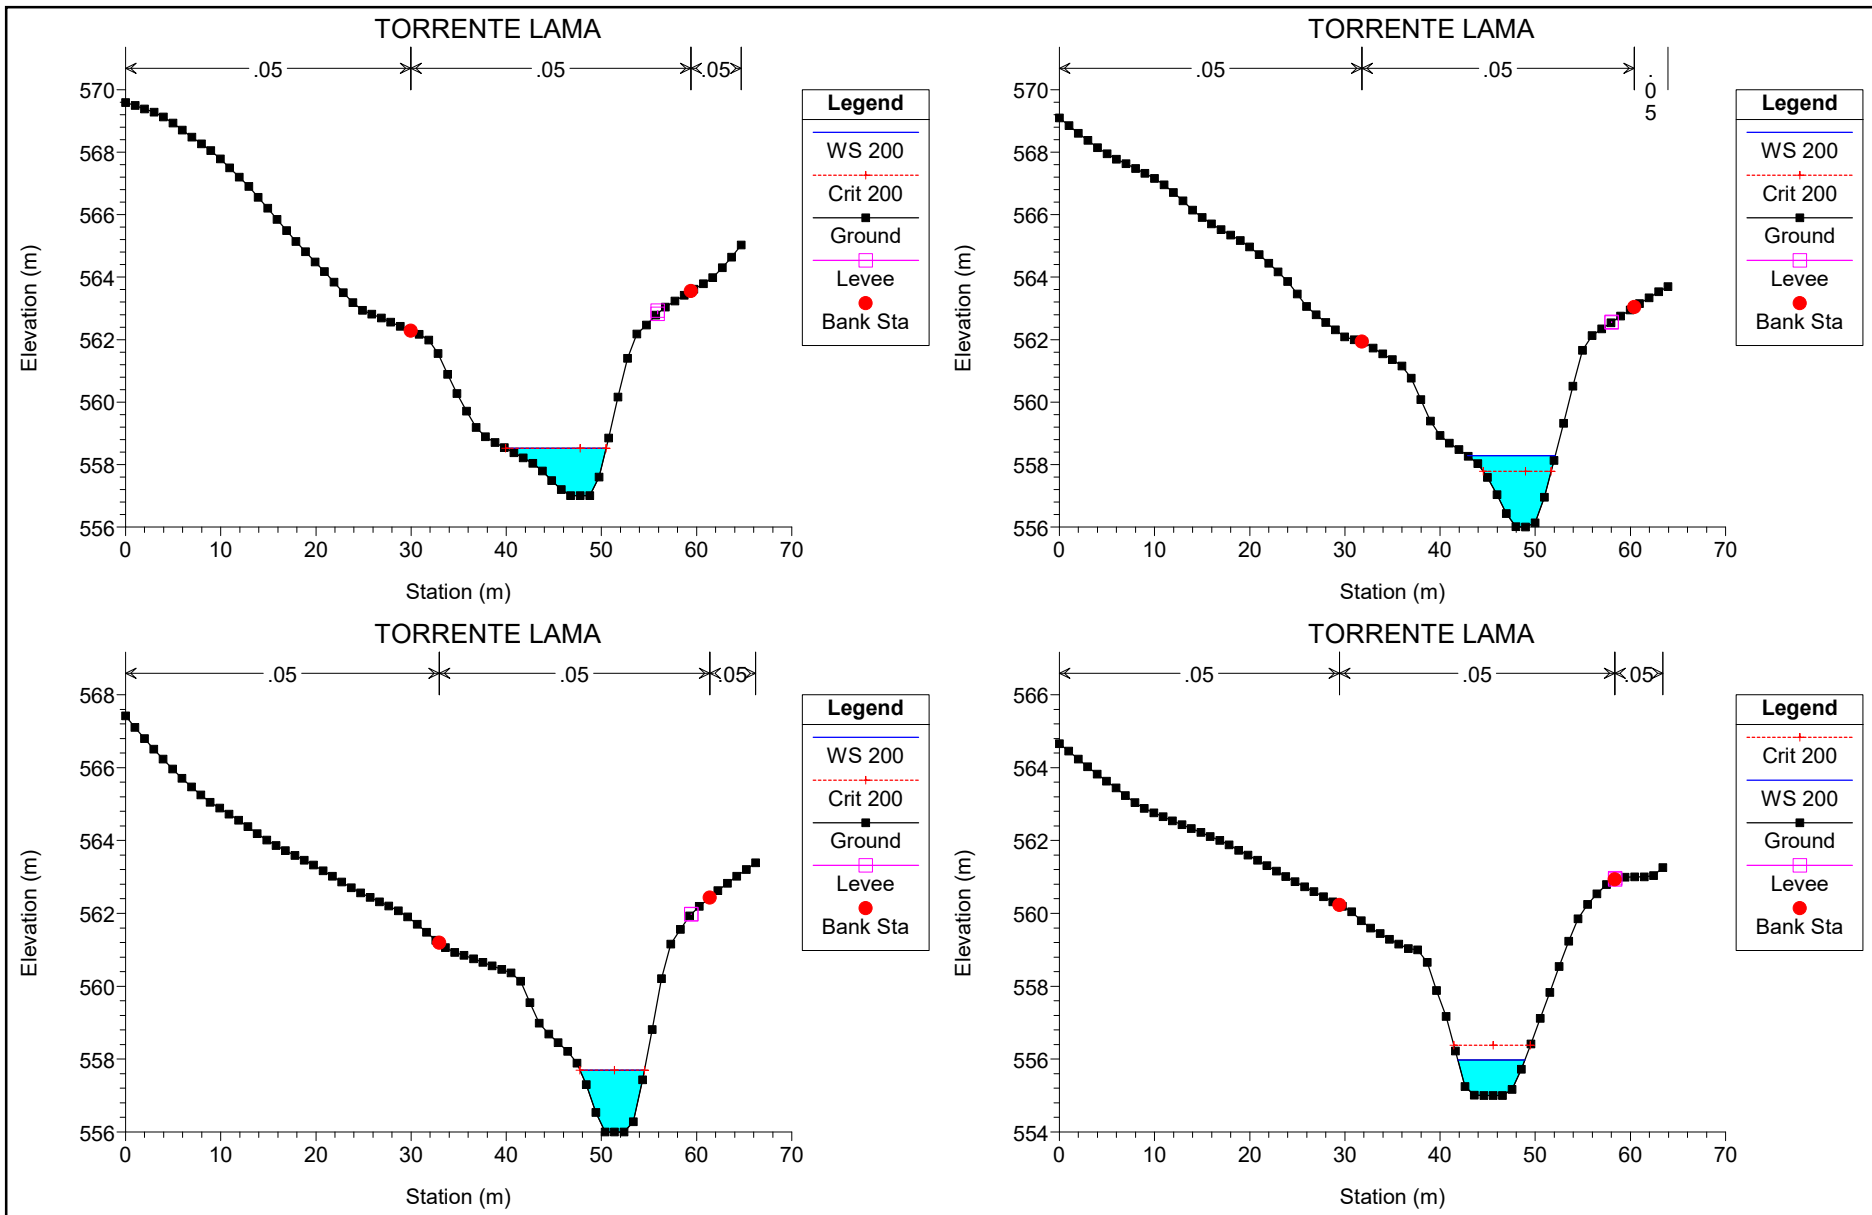 TORRENTE LAMA
.05 .05 .05
570
568
566
564
562
560
558
556
0 10 20 30 40 50 60 70
Elevation (m)
Station (m)
Legend
WS 200
Crit 200
Ground
Levee
Bank Sta
TORRENTE LAMA
.05 .05 .05
570
568
566
564
562
560
558
556
0 10 20 30 40 50 60 70
Elevation (m)
Station (m)
Legend
WS 200
Crit 200
Ground
Levee
Bank Sta
TORRENTE LAMA
.05 .05 .05
568
566
564
562
560
558
556
0 10 20 30 40 50 60 70
Elevation (m)
Station (m)
Legend
WS 200
Crit 200
Ground
Levee
Bank Sta
TORRENTE LAMA
.05 .05 .05
566
564
562
560
558
556
554
0 10 20 30 40 50 60 70
Elevation (m)
Station (m)
Legend
Crit 200
WS 200
Ground
Levee
Bank Sta